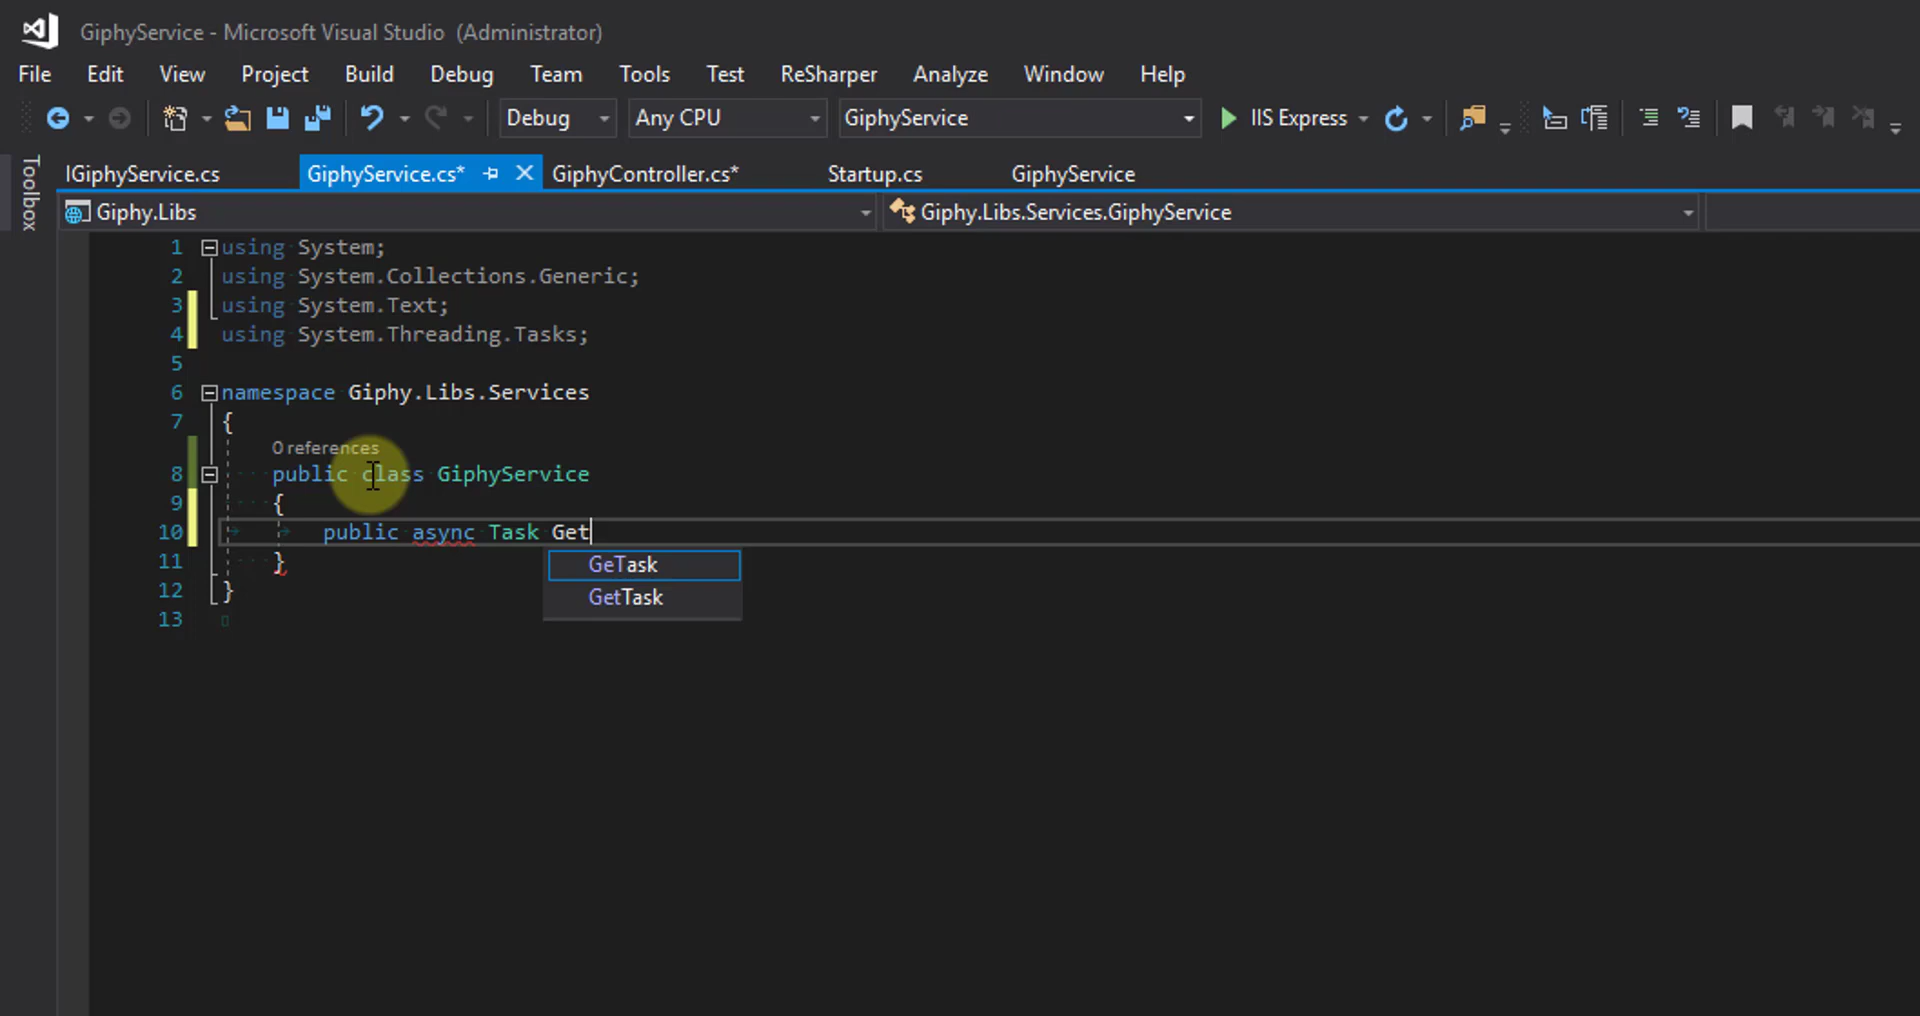 GiphyService - Microsoft Visual Studio (Administrator)
File Edit View Project Build Debug Team Tools Test ReSharper Analyze Window Help
Debug Any CPU GiphyService IIS Express
Toolbox
IGiphyService.cs GiphyService.cs* GiphyController.cs* Startup.cs GiphyService
Giphy.Libs Giphy.Libs.Services.GiphyService
1 using System;
2 using System.Collections.Generic;
3 using System.Text;
4 using System.Threading.Tasks;
5
6 namespace Giphy.Libs.Services
7 {
0 references
8 public class GiphyService
9 {
10 public async Task Get
GeTask
11 }
GetTask
12 }
13